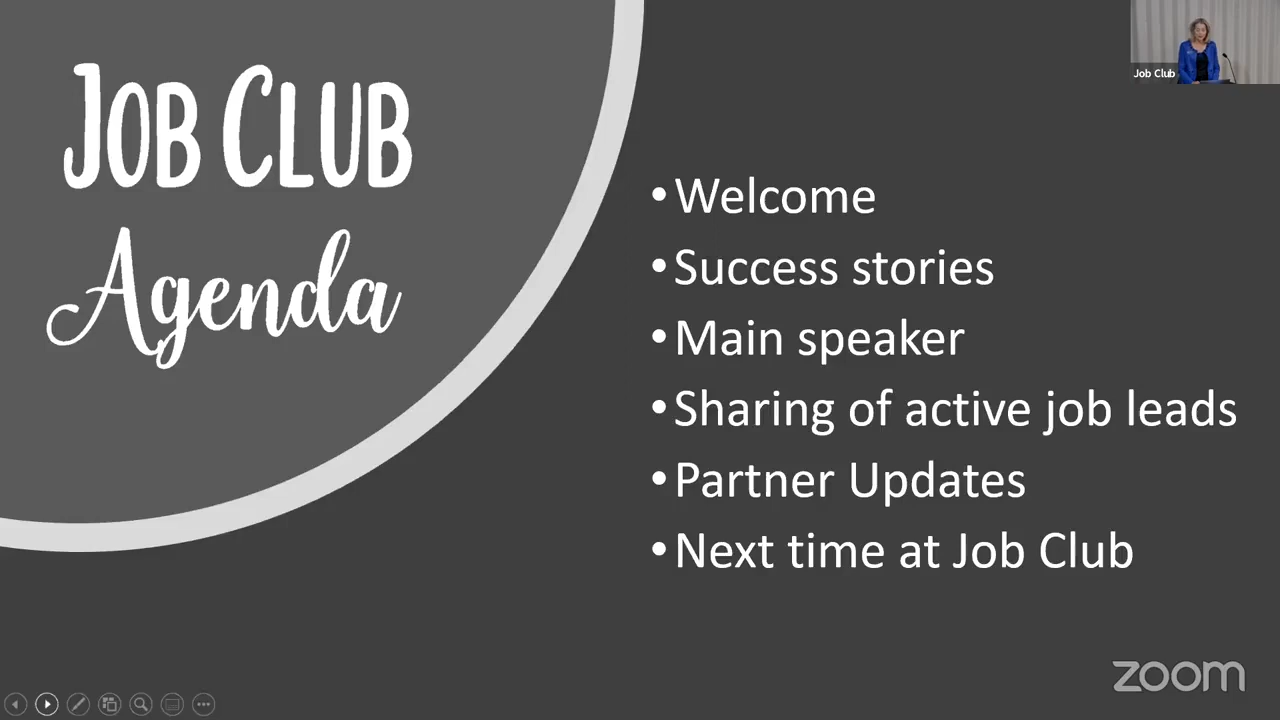 JOB CLUB
Agenda
• Welcome
• Success stories
• Main speaker
• Sharing of active job leads
• Partner Updates
• Next time at Job Club
Job Club
zoom